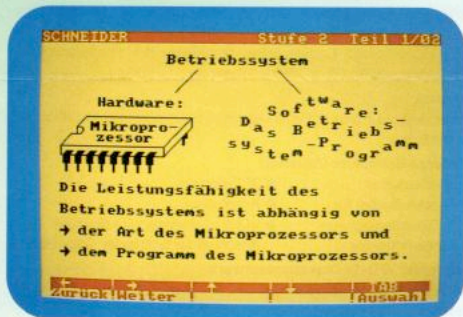 SCHNEIDER Stufe 2 Teil 1/02
Betriebssystem
Hardware:
Mikropro-
zessor
Software:
Das Betriebs-
system-Programm
Die Leistungsfähigkeit des
Betriebssystems ist abhängig von
→ der Art des Mikroprozessors und
→ dem Programm des Mikroprozessors.
← → ↑ ↓ TAB
Zurück!Weiter ! ! !Auswahl